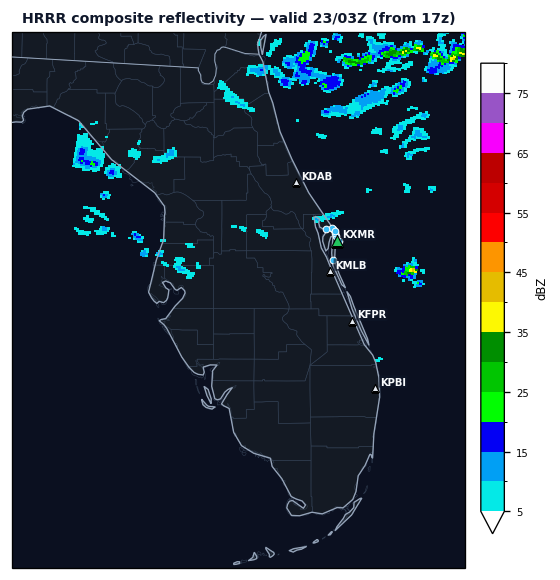 HRRR composite reflectivity — valid 23/03Z (from 17z)
KDAB
KXMR
KMLB
KFPR
KPBI
75
65
55
45
35
25
15
5
dBZ